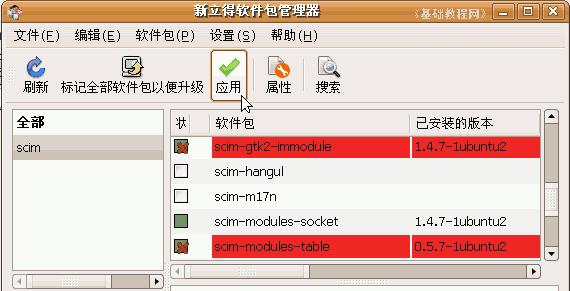 新立得软件包管理器
《基础教程网》
文件(F) 编辑(E) 软件包(P) 设置(S) 帮助(H)
刷新 标记全部软件包以便升级 应用 属性 搜索
全部
scim
状 软件包 已安装的版本
scim-gtk2-immodule 1.4.7-1ubuntu2
scim-hangul
scim-m17n
scim-modules-socket 1.4.7-1ubuntu2
scim-modules-table 0.5.7-1ubuntu2